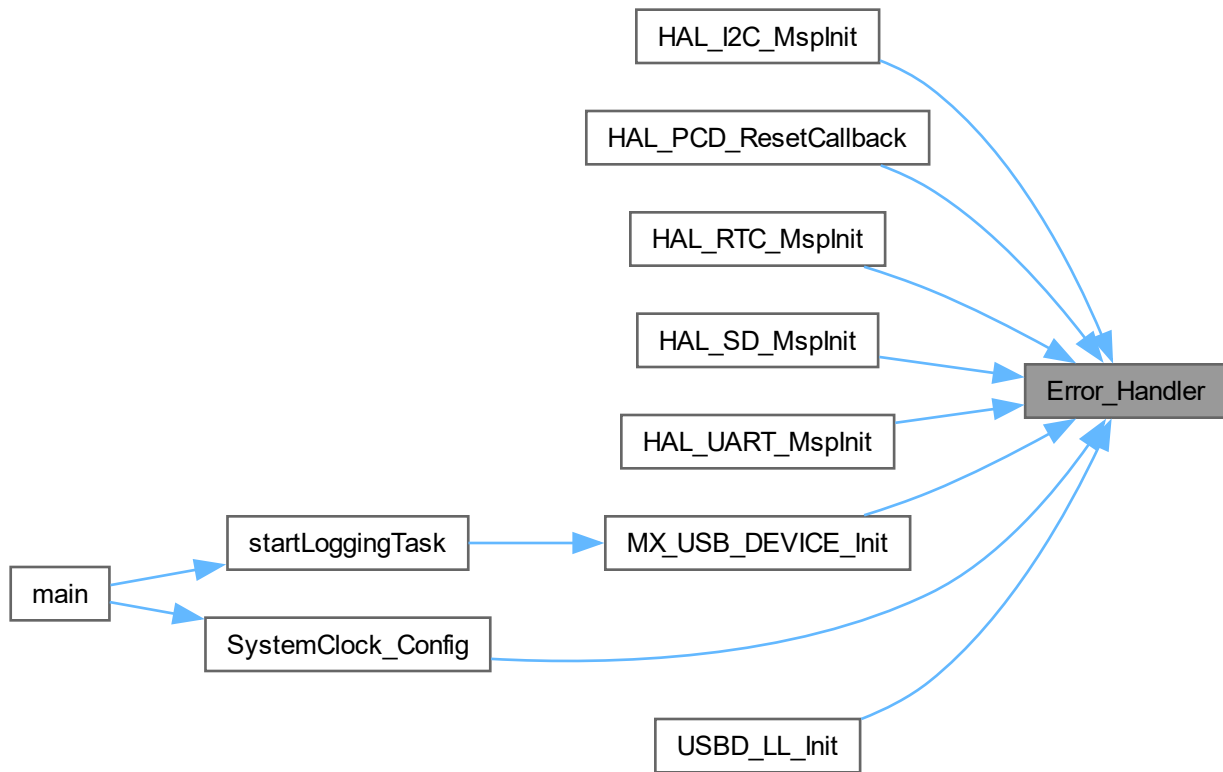 HAL_I2C_MspInit
HAL_PCD_ResetCallback
HAL_RTC_MspInit
HAL_SD_MspInit
Error_Handler
HAL_UART_MspInit
startLoggingTask
MX_USB_DEVICE_Init
main
SystemClock_Config
USBD_LL_Init